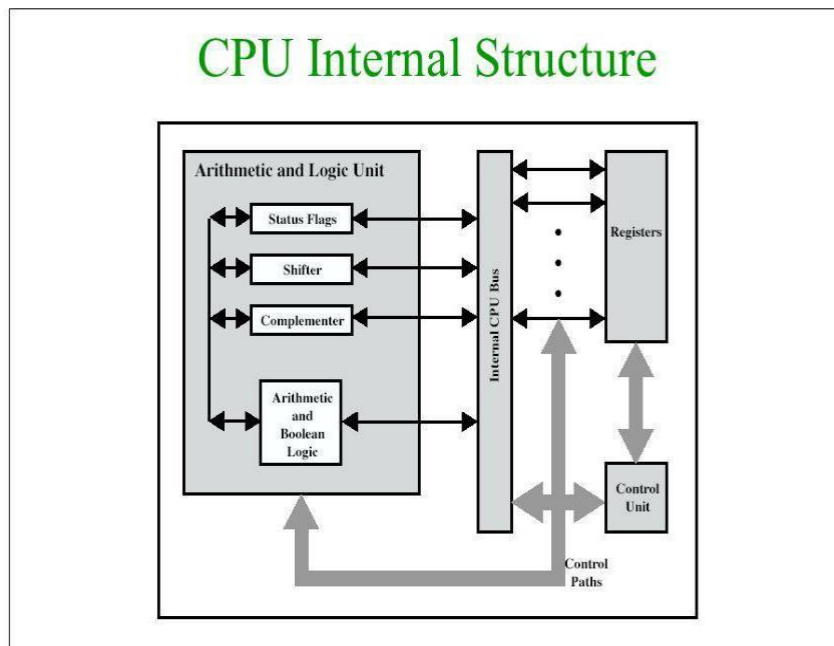 CPU Internal Structure
Arithmetic and Logic Unit
Status Flags
Shifter
Complementer
Arithmetic
and
Boolean
Logic
Internal CPU Bus
Registers
Control
Unit
Control
Paths